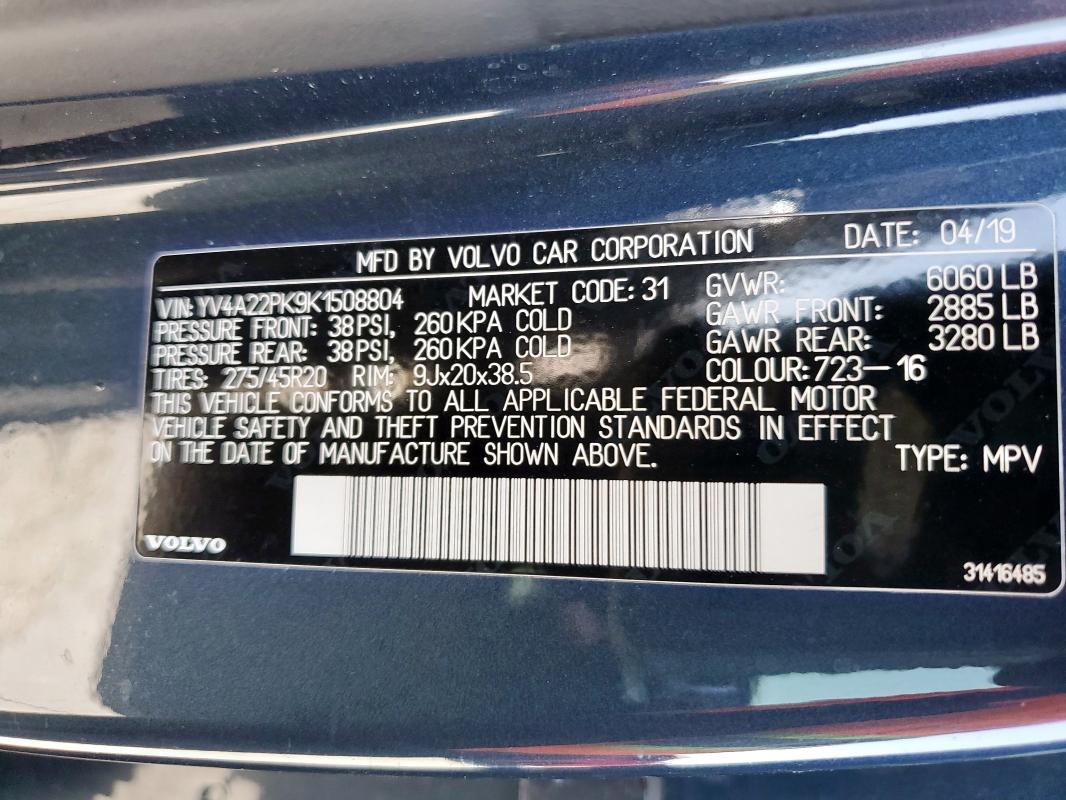 MFD BY VOLVO CAR CORPORATION DATE: 04/19
VIN: YV4A22PK9K1508804 MARKET CODE: 31 GVWR: 6060 LB
PRESSURE FRONT: 38 PSI, 260 KPA COLD GAWR FRONT: 2885 LB
PRESSURE REAR: 38 PSI, 260 KPA COLD GAWR REAR: 3280 LB
TIRES: 275/45R20 RIM: 9Jx20x38.5 COLOUR: 723-16
THIS VEHICLE CONFORMS TO ALL APPLICABLE FEDERAL MOTOR
VEHICLE SAFETY AND THEFT PREVENTION STANDARDS IN EFFECT
ON THE DATE OF MANUFACTURE SHOWN ABOVE. TYPE: MPV
VOLVO
31416485